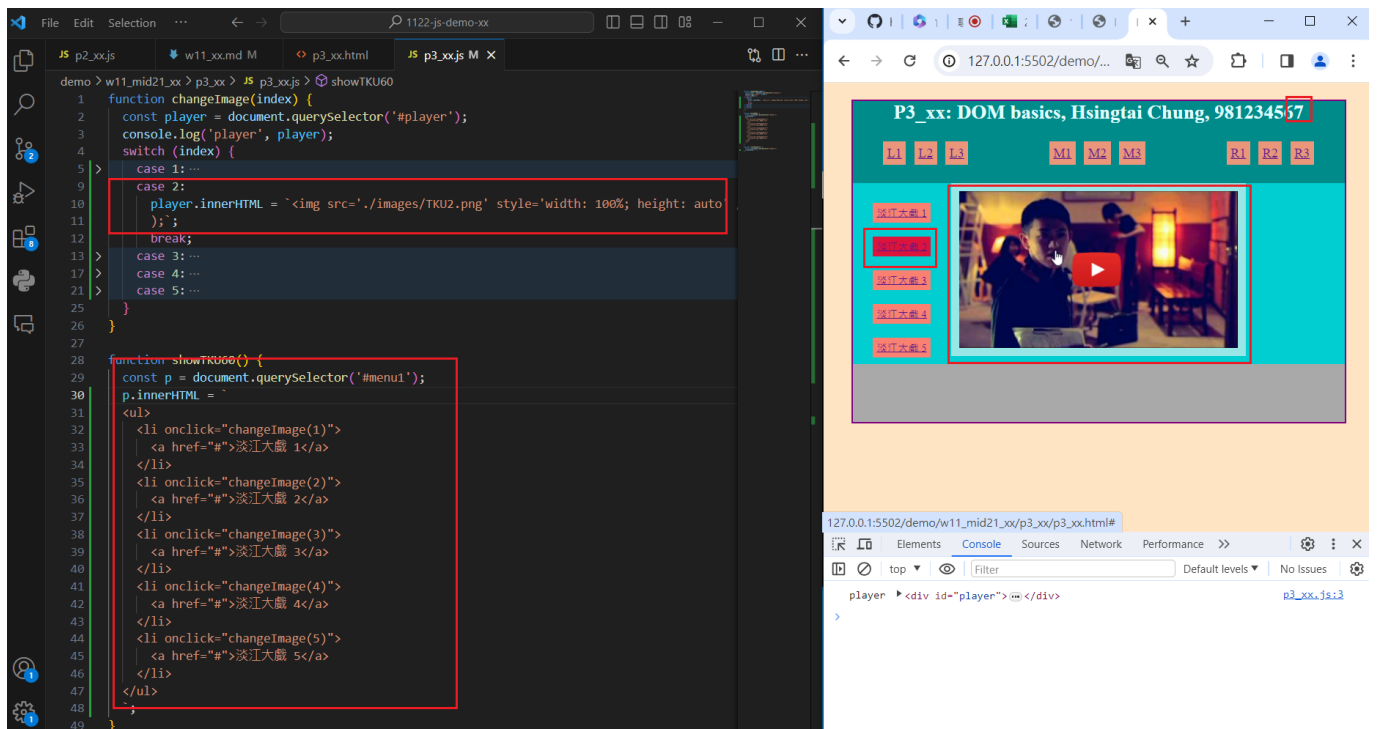 File Edit Selection ··· 1122-js-demo-xx
JS p2_xx.js w11_xx.md M <> p3_xx.html JS p3_xx.js M
demo > w11_mid21_xx > p3_xx > JS p3_xx.js > showTKU60
1 function changeImage(index) {
2 const player = document.querySelector('#player');
3 console.log('player', player);
4 switch (index) {
5 case 1: ···
9 case 2:
10 player.innerHTML = `<img src='./images/TKU2.png' style='width: 100%; height: auto'
11 );`;
12 break;
13 case 3: ···
17 case 4: ···
21 case 5: ···
25 }
26 }
27
28 function showTKU60() {
29 const p = document.querySelector('#menu1');
30 p.innerHTML = `
31 <ul>
32 <li onclick="changeImage(1)">
33 <a href="#">淡江大戲 1</a>
34 </li>
35 <li onclick="changeImage(2)">
36 <a href="#">淡江大戲 2</a>
37 </li>
38 <li onclick="changeImage(3)">
39 <a href="#">淡江大戲 3</a>
40 </li>
41 <li onclick="changeImage(4)">
42 <a href="#">淡江大戲 4</a>
43 </li>
44 <li onclick="changeImage(5)">
45 <a href="#">淡江大戲 5</a>
46 </li>
47 </ul>
48 `;
49 }
2
8
1
1
127.0.0.1:5502/demo/...
P3_xx: DOM basics, Hsingtai Chung, 981234567
L1 L2 L3 M1 M2 M3 R1 R2 R3
淡江大戲 1
淡江大戲 2
淡江大戲 3
淡江大戲 4
淡江大戲 5
127.0.0.1:5502/demo/w11_mid21_xx/p3_xx/p3_xx.html#
Elements Console Sources Network Performance
top Filter Default levels No Issues
player <div id="player">…</div> p3_xx.js:3